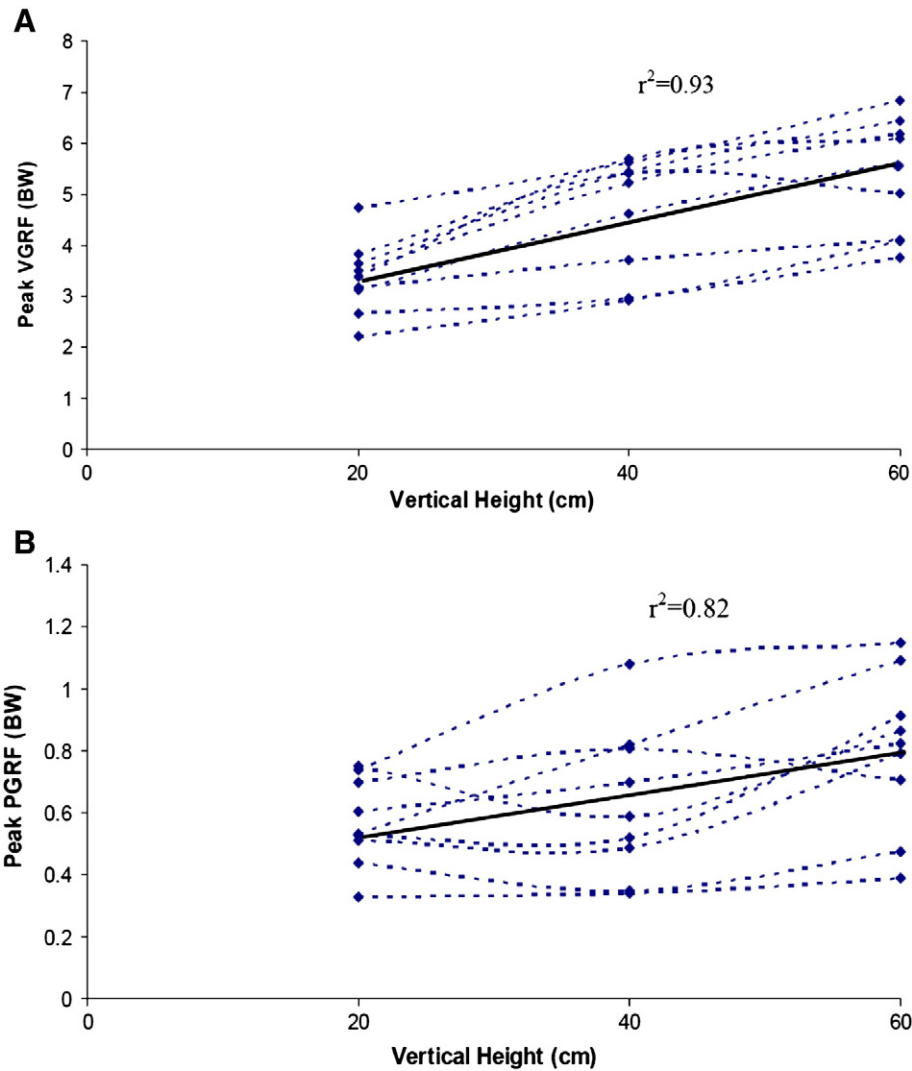 A
8
7
6
5
4
3
2
1
0
Peak VGRF (BW)
r²=0.93
0 20 40 60
Vertical Height (cm)
B
1.4
1.2
1
0.8
0.6
0.4
0.2
0
Peak PGRF (BW)
r²=0.82
0 20 40 60
Vertical Height (cm)